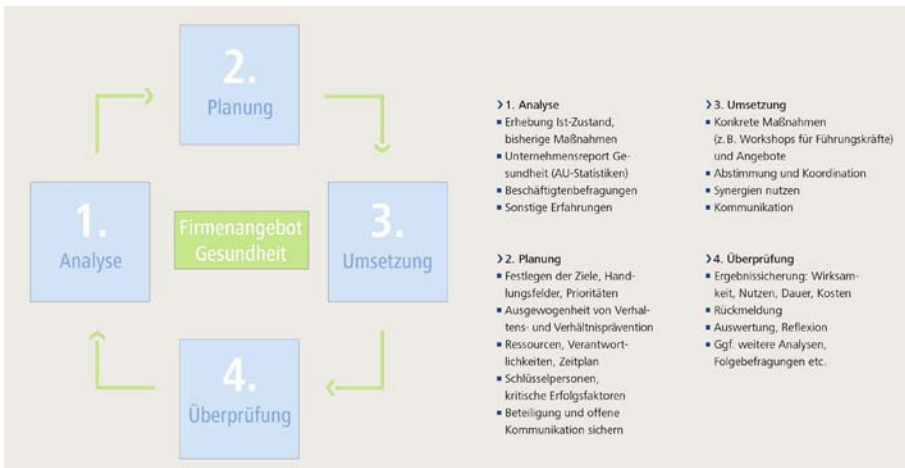 2.
Planung
1.
Analyse
Firmenangebot
Gesundheit
3.
Umsetzung
4.
Überprüfung
1. Analyse
Erhebung Ist-Zustand,
bisherige Maßnahmen
Unternehmensreport Ge-
sundheit (AU-Statistiken)
Beschäftigtenbefragungen
Sonstige Erfahrungen
2. Planung
Festlegen der Ziele, Hand-
lungsfelder, Prioritäten
Ausgewogenheit von Verhal-
tens- und Verhältnisprävention
Ressourcen, Verantwort-
lichkeiten, Zeitplan
Schlüsselpersonen,
kritische Erfolgsfaktoren
Beteiligung und offene
Kommunikation sichern
3. Umsetzung
Konkrete Maßnahmen
(z. B. Workshops für Führungskräfte)
und Angebote
Abstimmung und Koordination
Synergien nutzen
Kommunikation
4. Überprüfung
Ergebnissicherung: Wirksam-
keit, Nutzen, Dauer, Kosten
Rückmeldung
Auswertung, Reflexion
Ggf. weitere Analysen,
Folgebefragungen etc.